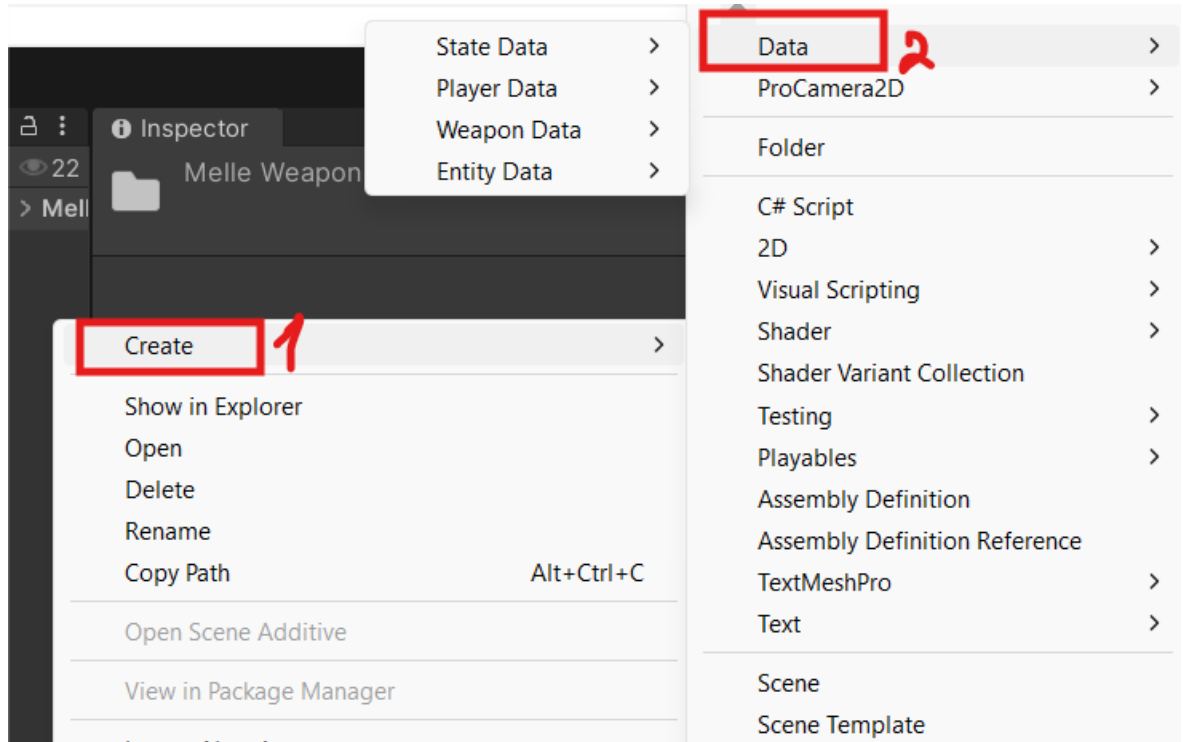 State Data
Player Data
Weapon Data
Entity Data
Data
2
ProCamera2D
Folder
C# Script
2D
Visual Scripting
Shader
Shader Variant Collection
Testing
Playables
Assembly Definition
Assembly Definition Reference
TextMeshPro
Text
Scene
Scene Template
Inspector
22
Melle Weapon
Mell
Create
1
Show in Explorer
Open
Delete
Rename
Copy Path Alt+Ctrl+C
Open Scene Additive
View in Package Manager